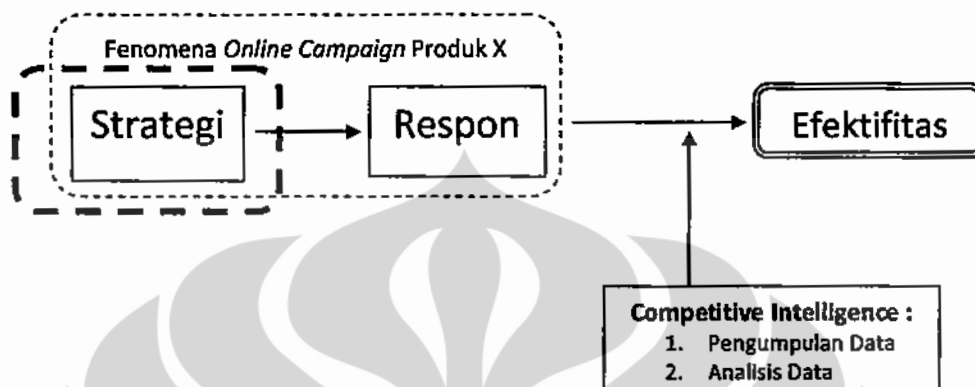 Fenomena Online Campaign Produk X
Strategi
Respon
Efektifitas
Competitive Intelligence :
1. Pengumpulan Data
2. Analisis Data